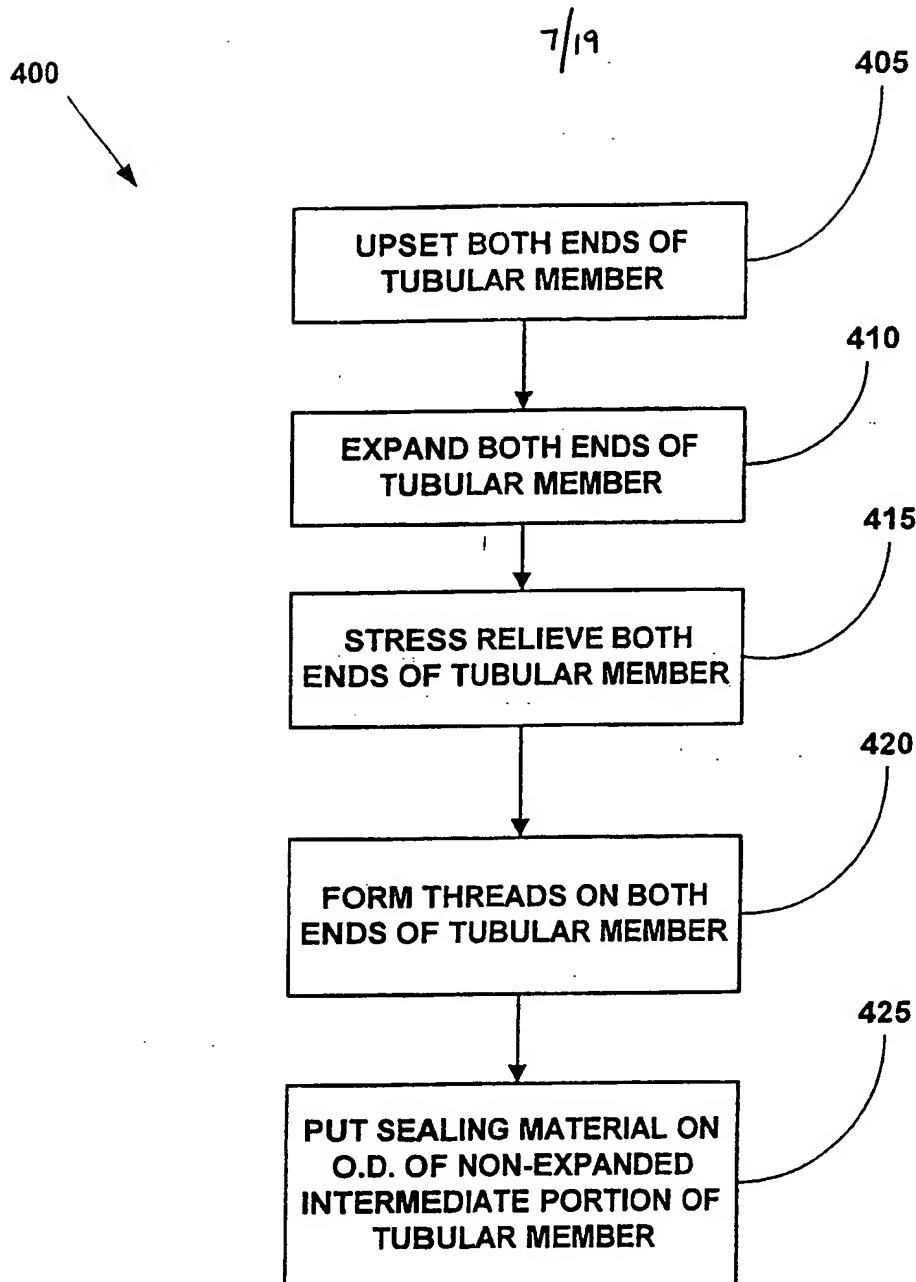 7/19
400
405
UPSET BOTH ENDS OF
TUBULAR MEMBER
410
EXPAND BOTH ENDS OF
TUBULAR MEMBER
415
STRESS RELIEVE BOTH
ENDS OF TUBULAR MEMBER
420
FORM THREADS ON BOTH
ENDS OF TUBULAR MEMBER
425
PUT SEALING MATERIAL ON
O.D. OF NON-EXPANDED
INTERMEDIATE PORTION OF
TUBULAR MEMBER